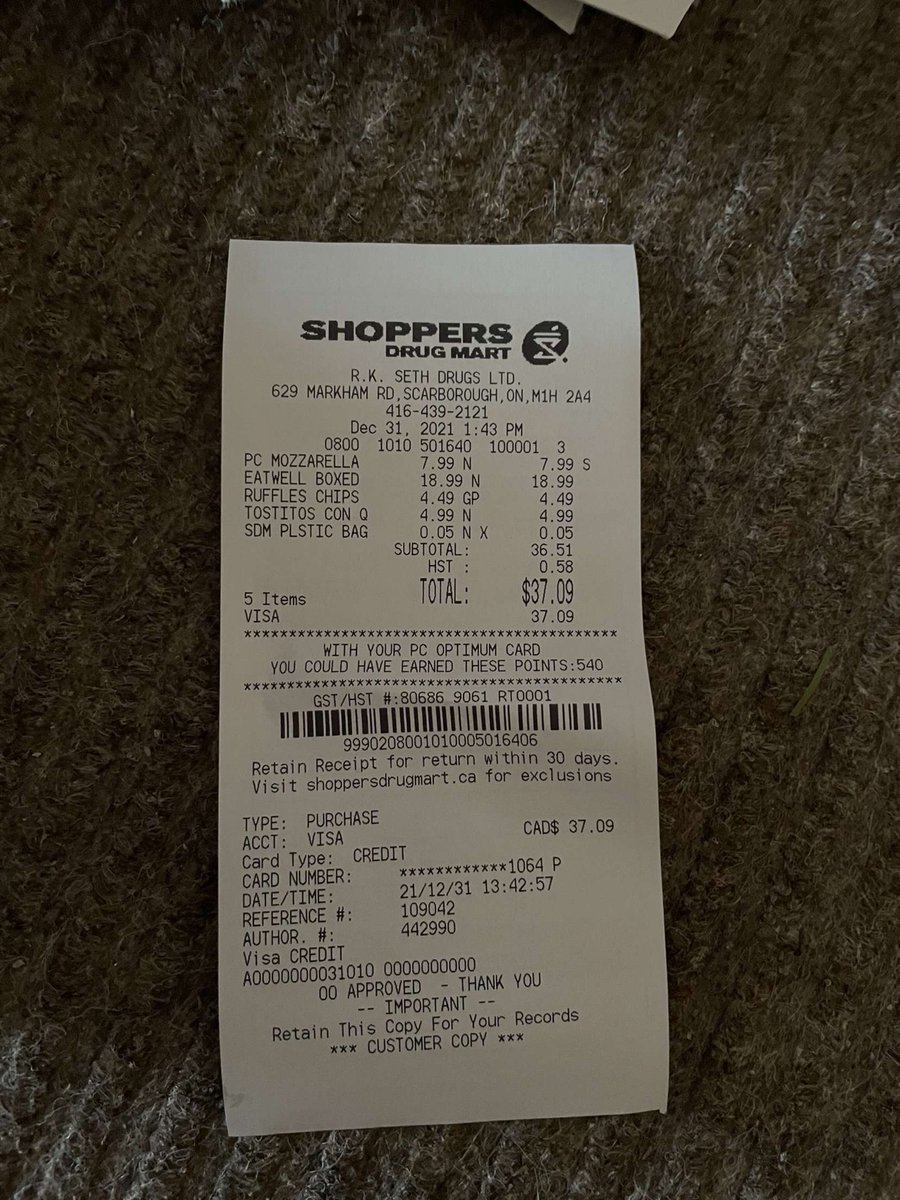 SHOPPERS
DRUG MART
R.K. SETH DRUGS LTD.
629 MARKHAM RD,SCARBOROUGH,ON,M1H 2A4
416-439-2121
Dec 31, 2021 1:43 PM
0800 1010 501640 100001 3
PC MOZZARELLA 7.99 N 7.99 S
EATWELL BOXED 18.99 N 18.99
RUFFLES CHIPS 4.49 GP 4.49
TOSTITOS CON Q 4.99 N 4.99
SDM PLSTIC BAG 0.05 N X 0.05
SUBTOTAL: 36.51
HST : 0.58
5 Items TOTAL: $37.09
VISA 37.09
********************************************
WITH YOUR PC OPTIMUM CARD
YOU COULD HAVE EARNED THESE POINTS:540
********************************************
GST/HST #:80686 9061 RT0001
9990208001010005016406
Retain Receipt for return within 30 days.
Visit shoppersdrugmart.ca for exclusions
TYPE: PURCHASE
ACCT: VISA CAD$ 37.09
Card Type: CREDIT
CARD NUMBER: ************1064 P
DATE/TIME: 21/12/31 13:42:57
REFERENCE #: 109042
AUTHOR. #: 442990
Visa CREDIT
A0000000031010 0000000000
00 APPROVED - THANK YOU
-- IMPORTANT --
Retain This Copy For Your Records
*** CUSTOMER COPY ***